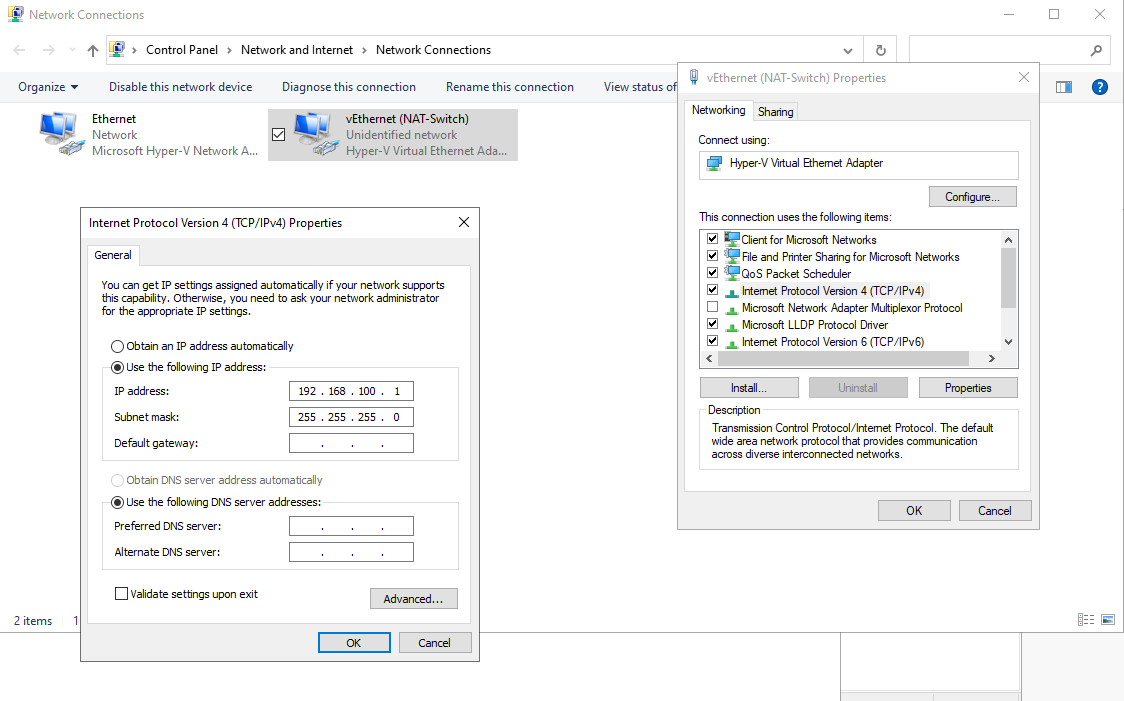 Network Connections
Control Panel > Network and Internet > Network Connections
Organize
Disable this network device
Diagnose this connection
Rename this connection
View status of
Ethernet
Network
Microsoft Hyper-V Network A...
vEthernet (NAT-Switch)
Unidentified network
Hyper-V Virtual Ethernet Ada...
Internet Protocol Version 4 (TCP/IPv4) Properties
General
You can get IP settings assigned automatically if your network supports
this capability. Otherwise, you need to ask your network administrator
for the appropriate IP settings.
Obtain an IP address automatically
Use the following IP address:
IP address: 192 . 168 . 100 . 1
Subnet mask: 255 . 255 . 255 . 0
Default gateway: . . .
Obtain DNS server address automatically
Use the following DNS server addresses:
Preferred DNS server: . . .
Alternate DNS server: . . .
Validate settings upon exit
Advanced...
OK
Cancel
2 items
1
vEthernet (NAT-Switch) Properties
Networking
Sharing
Connect using:
Hyper-V Virtual Ethernet Adapter
Configure...
This connection uses the following items:
Client for Microsoft Networks
File and Printer Sharing for Microsoft Networks
QoS Packet Scheduler
Internet Protocol Version 4 (TCP/IPv4)
Microsoft Network Adapter Multiplexor Protocol
Microsoft LLDP Protocol Driver
Internet Protocol Version 6 (TCP/IPv6)
Install...
Uninstall
Properties
Description
Transmission Control Protocol/Internet Protocol. The default
wide area network protocol that provides communication
across diverse interconnected networks.
OK
Cancel